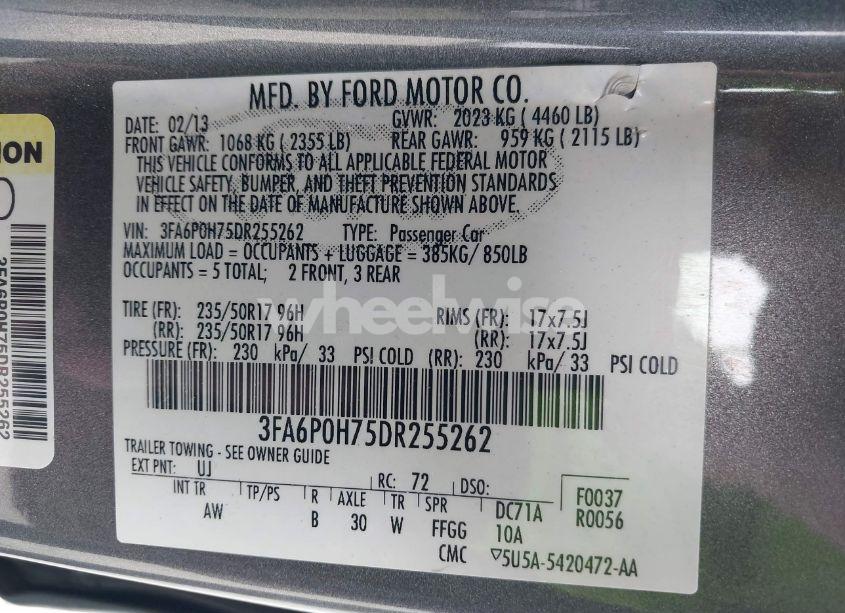 MFD. BY FORD MOTOR CO.
DATE: 02/13 GVWR: 2023 KG ( 4460 LB)
FRONT GAWR: 1068 KG ( 2355 LB) REAR GAWR: 959 KG ( 2115 LB)
THIS VEHICLE CONFORMS TO ALL APPLICABLE FEDERAL MOTOR
VEHICLE SAFETY, BUMPER, AND THEFT PREVENTION STANDARDS
IN EFFECT ON THE DATE OF MANUFACTURE SHOWN ABOVE.
VIN: 3FA6P0H75DR255262 TYPE: Passenger Car
MAXIMUM LOAD = OCCUPANTS + LUGGAGE = 385KG/ 850LB
OCCUPANTS = 5 TOTAL; 2 FRONT, 3 REAR
TIRE (FR): 235/50R17 96H RIMS (FR): 17x7.5J
(RR): 235/50R17 96H (RR): 17x7.5J
PRESSURE (FR): 230 kPa/ 33 PSI COLD (RR): 230 kPa/ 33 PSI COLD
3FA6P0H75DR255262
TRAILER TOWING - SEE OWNER GUIDE
EXT PNT: UJ RC: 72 DSO:
INT TR TP/PS R AXLE TR SPR DC71A F0037
AW B 30 W FFGG 10A R0056
CMC ▽5U5A-5420472-AA
ION
3FA6P0H75DR255262
wheelwise